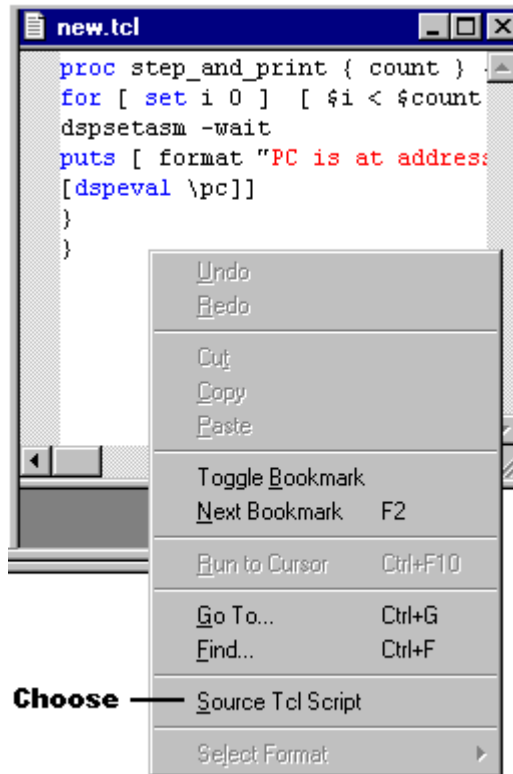 new.tcl
proc step_and_print { count }
for [ set i 0 ] [ $i < $count
dspsetasm -wait
puts [ format "PC is at address
[dspeval \pc]]
}
}
Undo
Redo
Cut
Copy
Paste
Toggle Bookmark
Next Bookmark F2
Run to Cursor Ctrl+F10
Go To... Ctrl+G
Find... Ctrl+F
Choose Source Tcl Script
Select Format